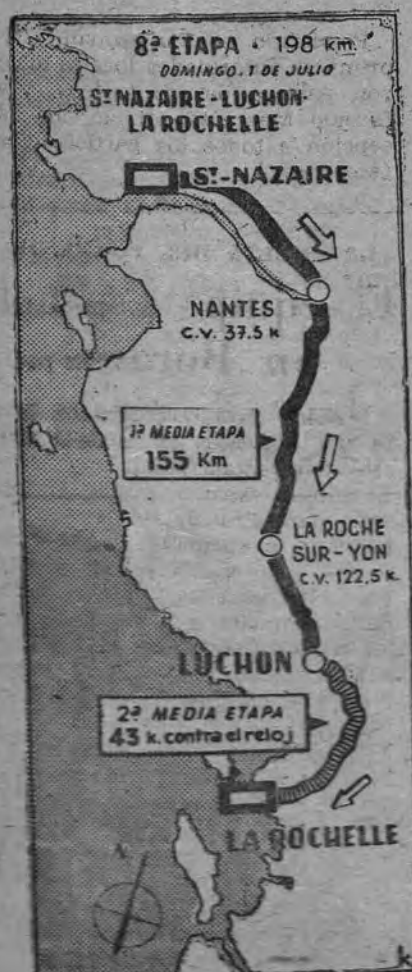 8ª ETAPA · 198 km.
DOMINGO, 1 DE JULIO
Sᵗ NAZAIRE-LUCHON-
LA ROCHELLE
Sᵗ-NAZAIRE
NANTES
C.V. 37.5 k
1ª MEDIA ETAPA
155 Km
LA ROCHE
SUR-YON
C.V. 122,5 k.
LUCHON
2ª MEDIA ETAPA
43 k. contra el reloj
LA ROCHELLE
N